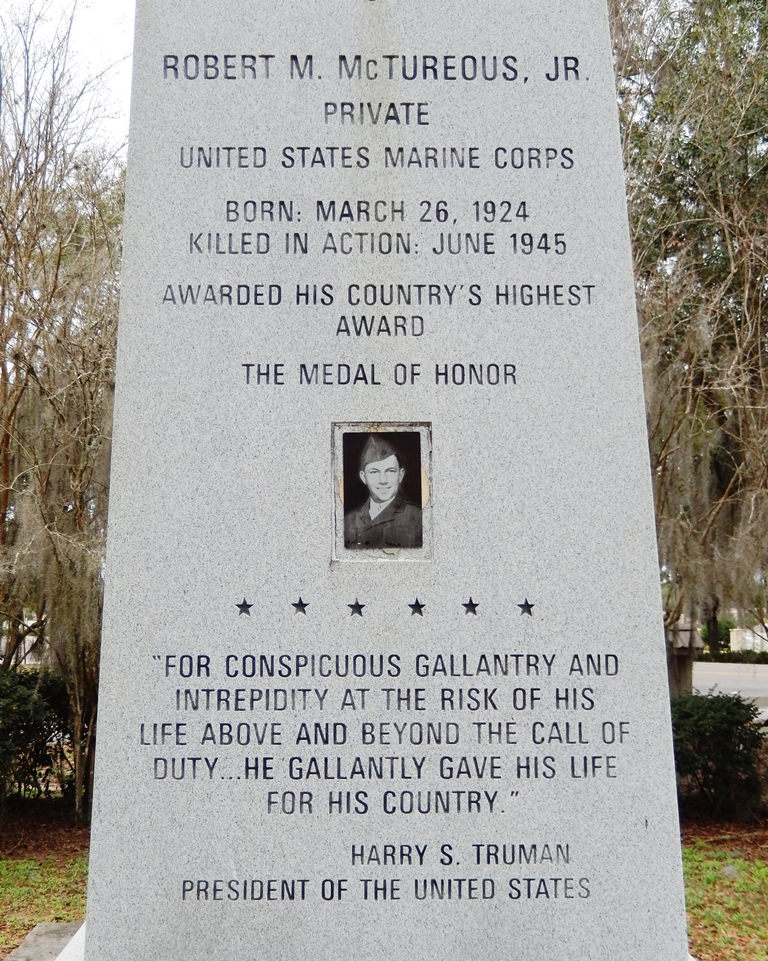 ROBERT M. McTUREOUS, JR.
PRIVATE
UNITED STATES MARINE CORPS
BORN: MARCH 26, 1924
KILLED IN ACTION: JUNE 1945
AWARDED HIS COUNTRY'S HIGHEST
AWARD
THE MEDAL OF HONOR
"FOR CONSPICUOUS GALLANTRY AND
INTREPIDITY AT THE RISK OF HIS
LIFE ABOVE AND BEYOND THE CALL OF
DUTY...HE GALLANTLY GAVE HIS LIFE
FOR HIS COUNTRY."
HARRY S. TRUMAN
PRESIDENT OF THE UNITED STATES